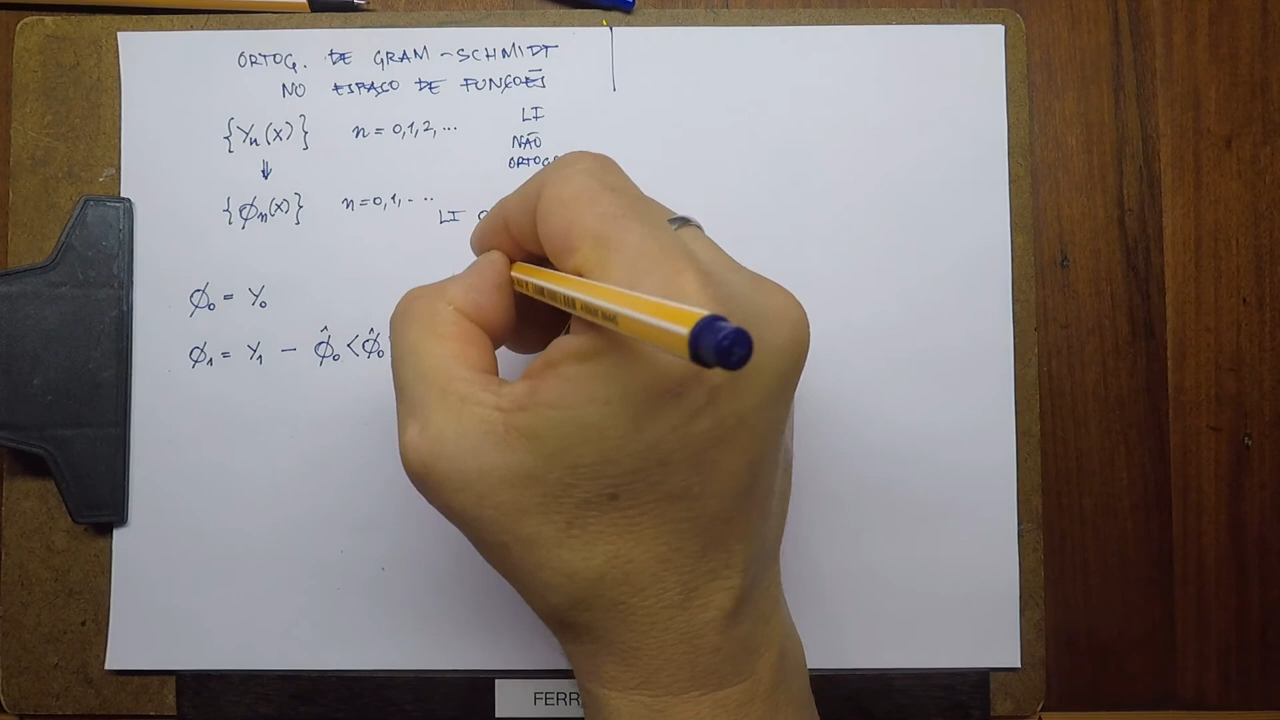 ORTOG. DE GRAM-SCHMIDT
NO ESPAÇO DE FUNÇÕES
{Yn(x)} n = 0,1,2,... LI
NÃO
⇓
{ϕn(x)} n=0,1,...
LI
ϕ₀ = Y₀
ϕ₁ = Y₁ - ϕ̂₀<ϕ̂₀